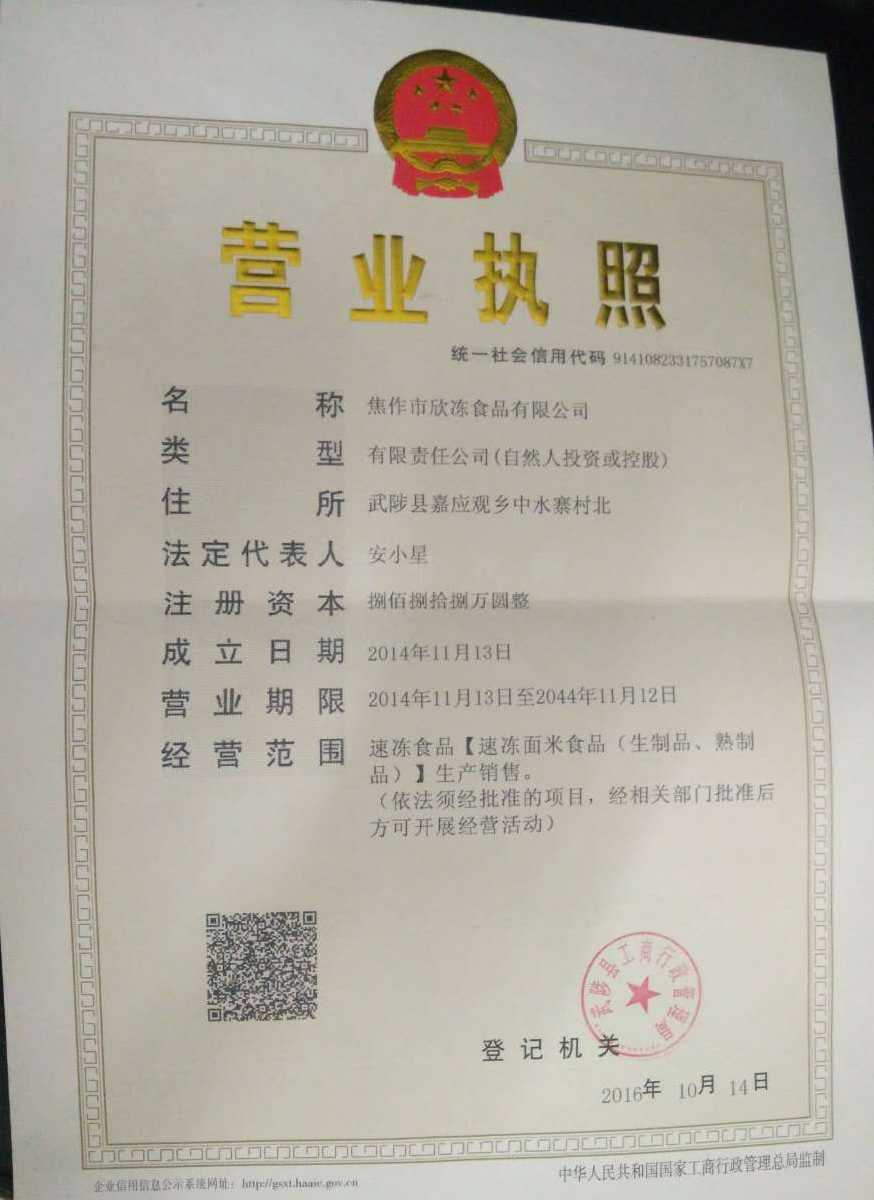 营业执照
统一社会信用代码 9141082331757087X7
名称 焦作市欣冻食品有限公司
类型 有限责任公司(自然人投资或控股)
住所 武陟县嘉应观乡中水寨村北
法定代表人 安小星
注册资本 捌佰捌拾捌万圆整
成立日期 2014年11月13日
营业期限 2014年11月13日至2044年11月12日
经营范围 速冻食品【速冻面米食品（生制品、熟制
品）】生产销售。
（依法须经批准的项目，经相关部门批准后
方可开展经营活动）
武陟县工商行政管理局
登记机关
2016年 10月 14日
企业信用信息公示系统网址：http://gsxt.haaic.gov.cn
中华人民共和国国家工商行政管理总局监制